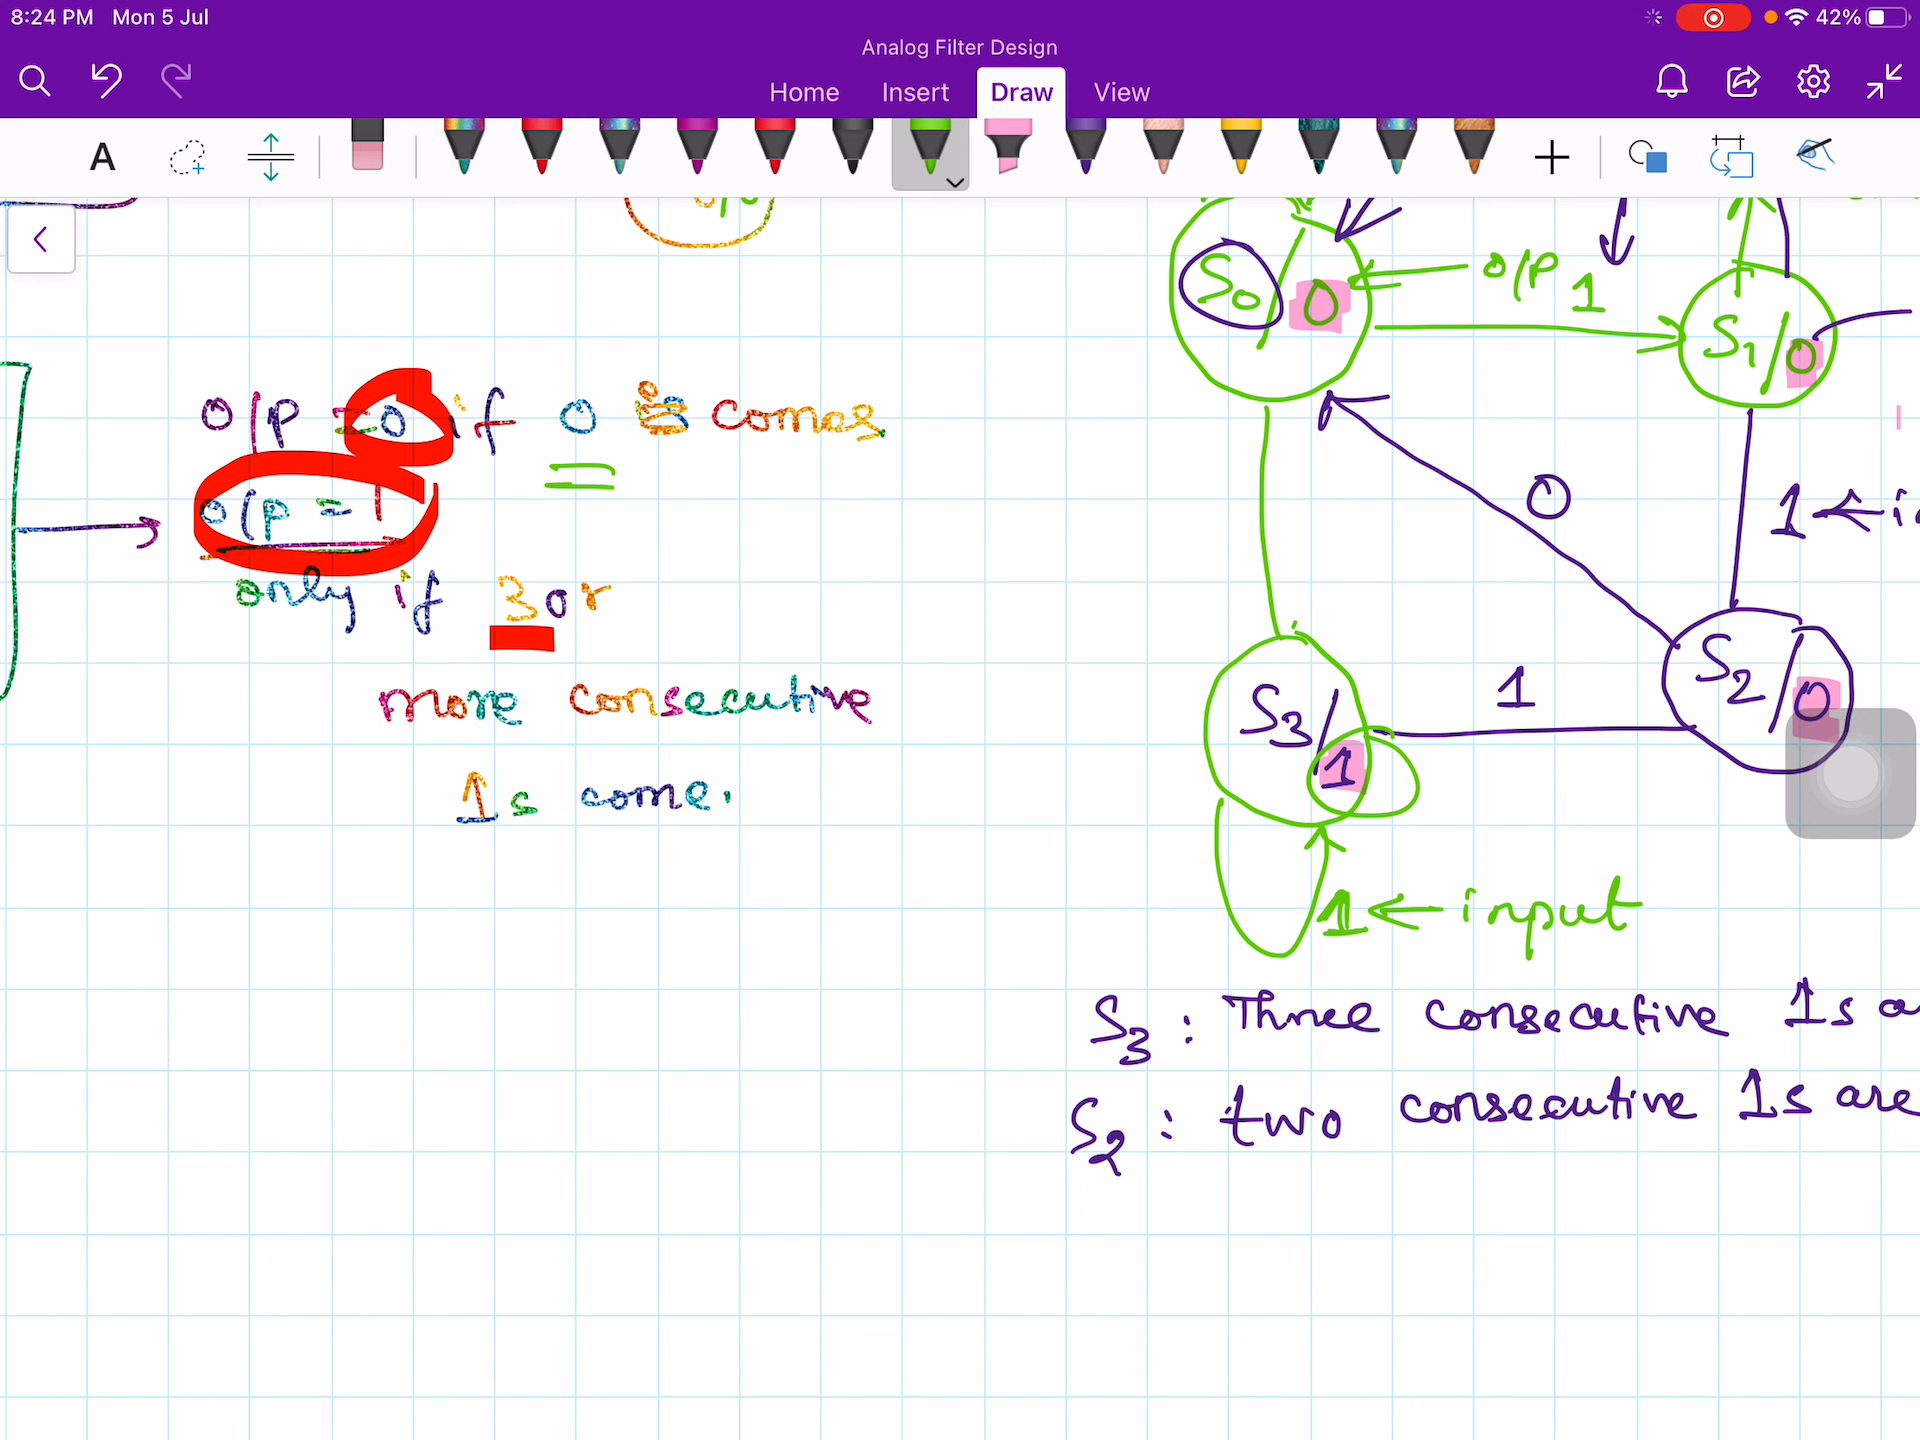 8:24 PM Mon 5 Jul
42%
Analog Filter Design
Home Insert Draw View
A
o/p = 0 if 0 comes
o/p = 1
only if 3 or
more consecutive
1s come.
S0/0
o/p
1
S1/0
0
1 ← i
S2/0
1
S3/1
1 ← input
S3 : Three consecutive 1s a
S2 : two consecutive 1s are